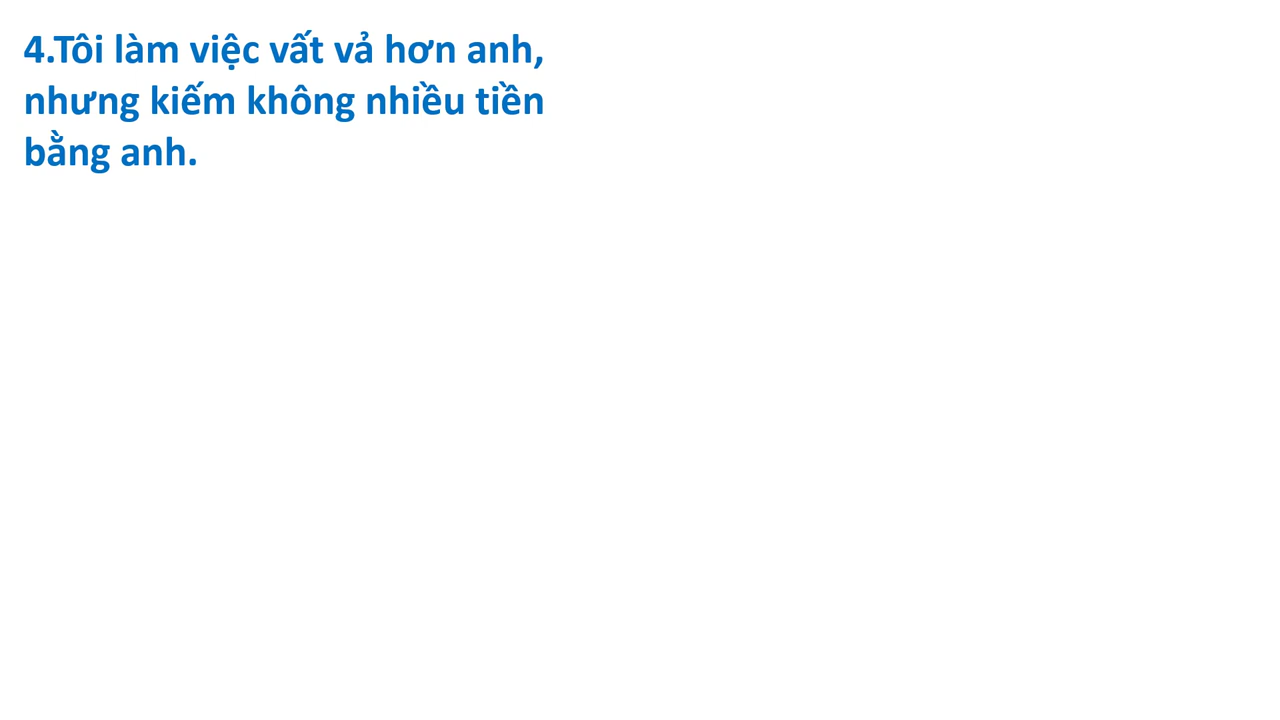 4.Tôi làm việc vất vả hơn anh,
nhưng kiếm không nhiều tiền
bằng anh.